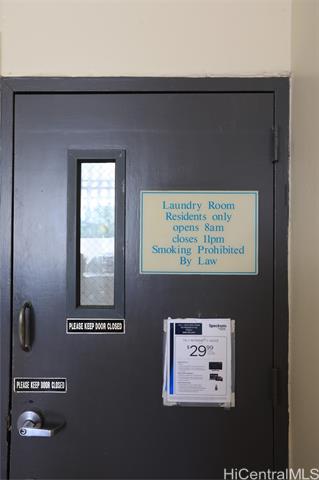 Laundry Room
Residents only
opens 8am
closes 11pm
Smoking Prohibited
By Law
PLEASE KEEP DOOR CLOSED
Spectrum
$29
PLEASE KEEP DOOR CLOSED
HiCentralMLS